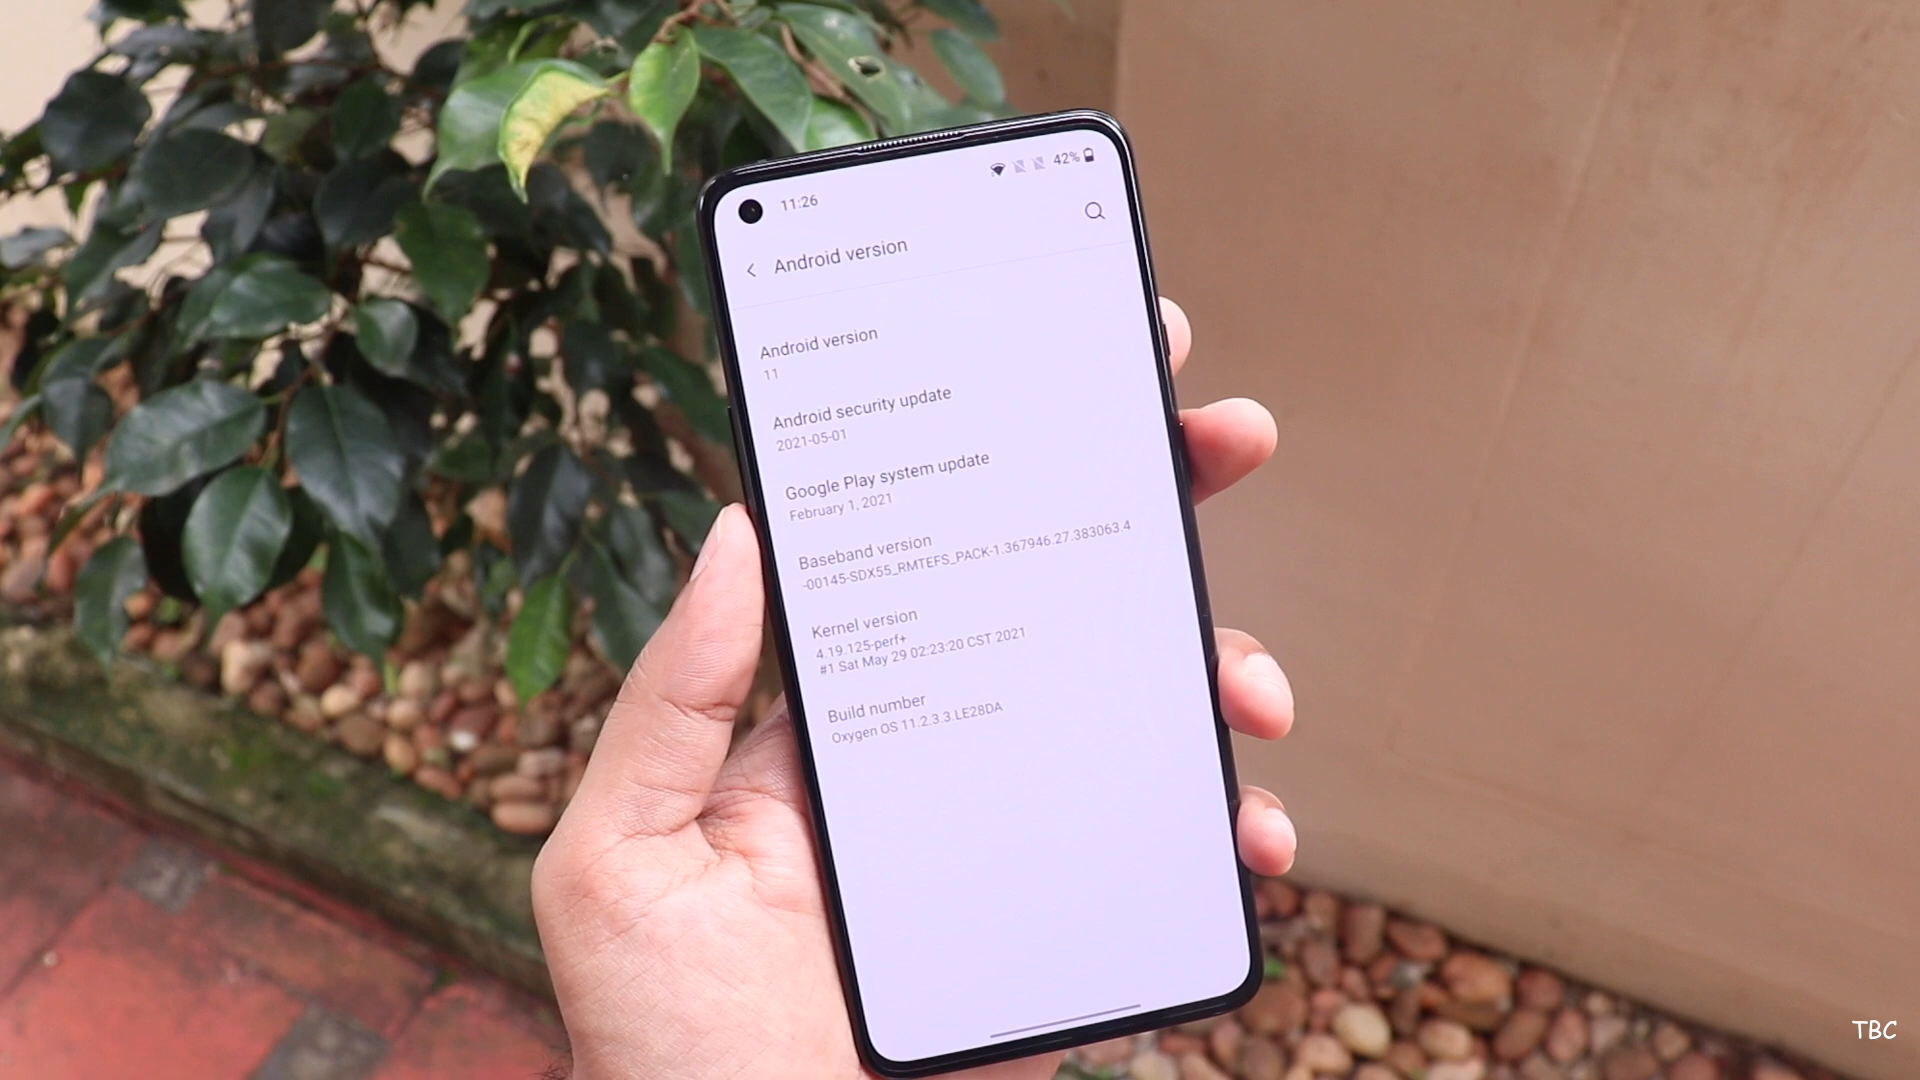 11:26
42%
Android version
Android version
11
Android security update
2021-05-01
Google Play system update
February 1, 2021
Baseband version
-00145-SDX55_RMTEFS_PACK-1.367946.27.383063.4
Kernel version
4.19.125-perf+
#1 Sat May 29 02:23:20 CST 2021
Build number
Oxygen OS 11.2.3.3.LE28DA
TBC